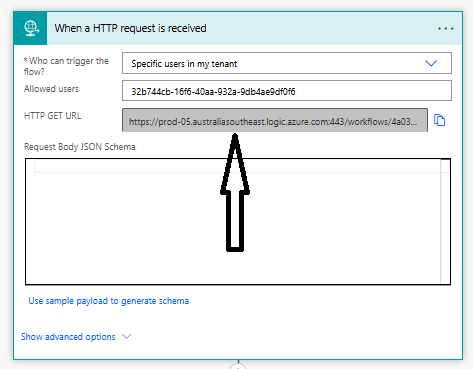 When a HTTP request is received
* Who can trigger the flow?
Specific users in my tenant
Allowed users
32b744cb-16f6-40aa-932a-9db4ae9df0f6
HTTP GET URL
https://prod-05.australiasoutheast.logic.azure.com:443/workflows/4a03...
Request Body JSON Schema
Use sample payload to generate schema
Show advanced options